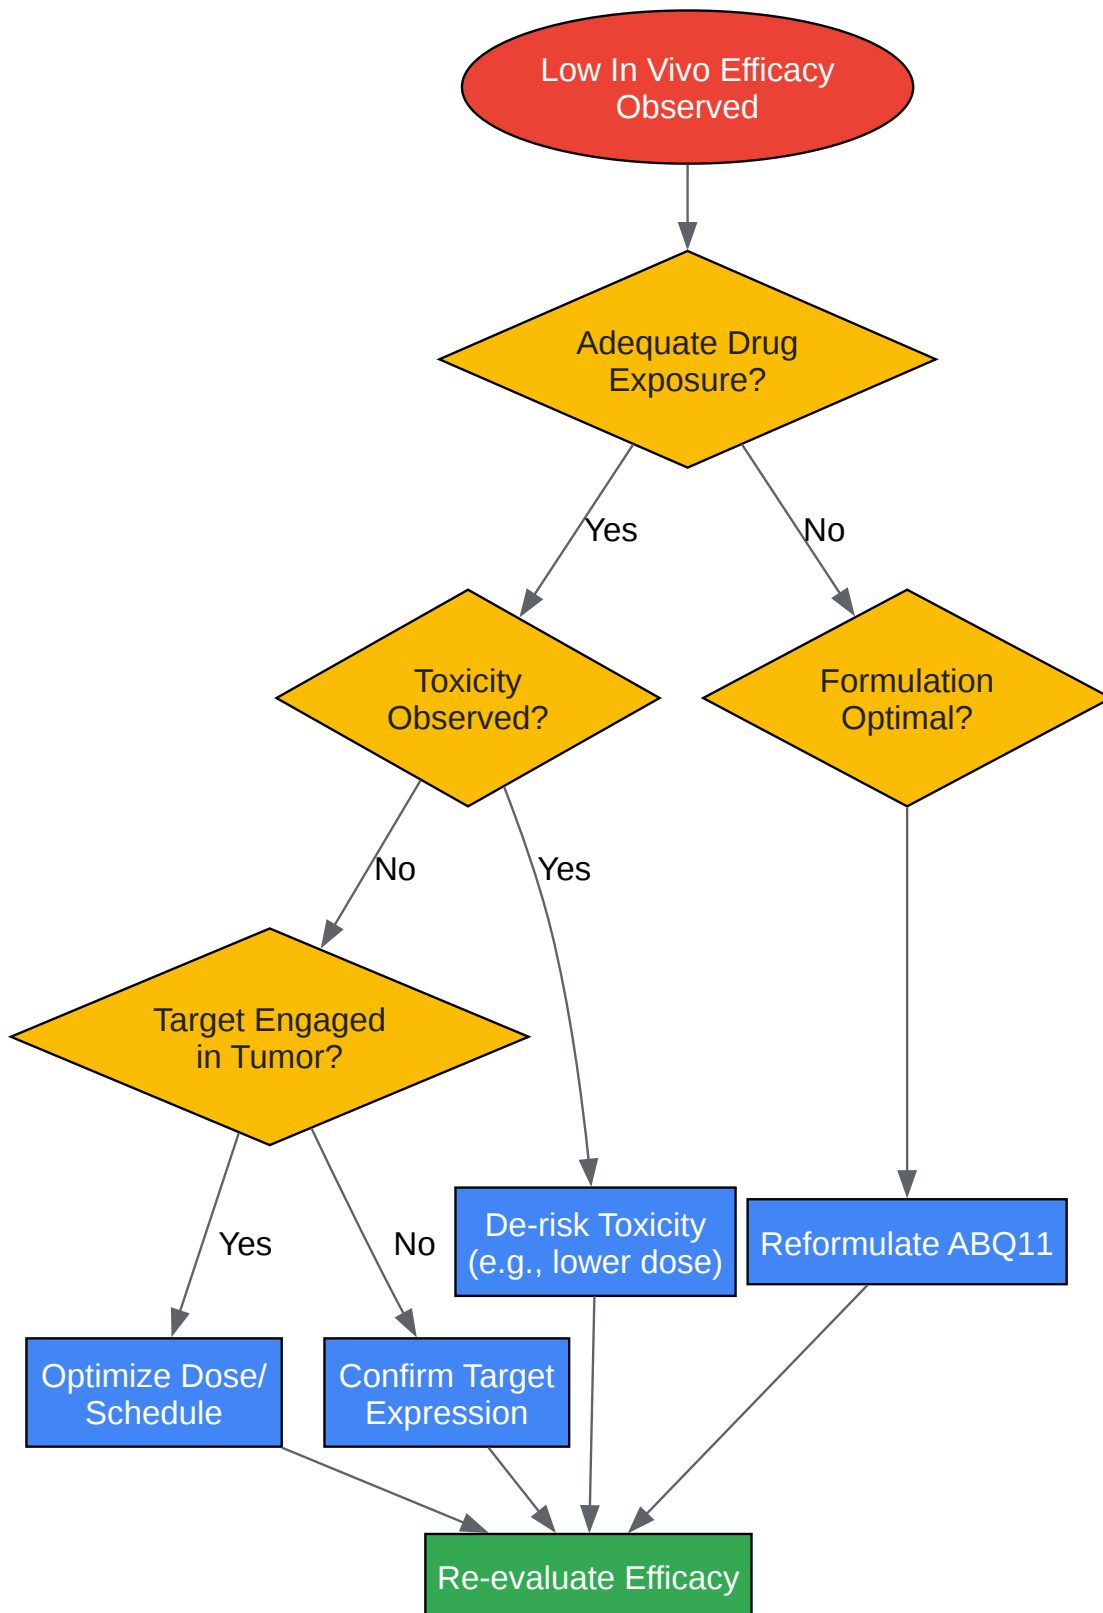 Low In Vivo Efficacy
Observed
Adequate Drug
Exposure?
Yes
No
Toxicity
Observed?
Formulation
Optimal?
No
Yes
Target Engaged
in Tumor?
De-risk Toxicity
(e.g., lower dose)
Reformulate ABQ11
Yes
No
Optimize Dose/
Schedule
Confirm Target
Expression
Re-evaluate Efficacy